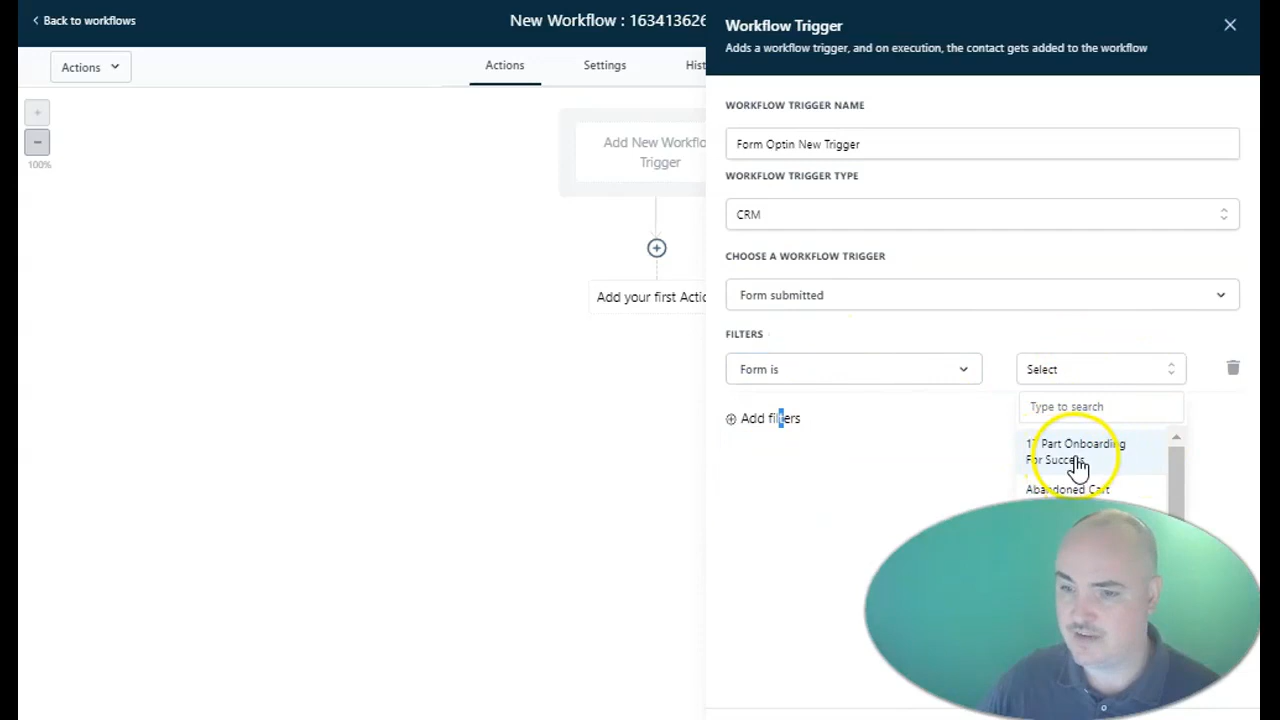 Back to workflows
New Workflow : 163413626
Workflow Trigger
Adds a workflow trigger, and on execution, the contact gets added to the workflow
Actions
Actions
Settings
Hist
100%
Add New Workflo
Trigger
Add your first Actio
WORKFLOW TRIGGER NAME
Form Optin New Trigger
WORKFLOW TRIGGER TYPE
CRM
CHOOSE A WORKFLOW TRIGGER
Form submitted
FILTERS
Form is
Select
Type to search
Add filters
17 Part Onboarding
For Success
Abandoned Cart